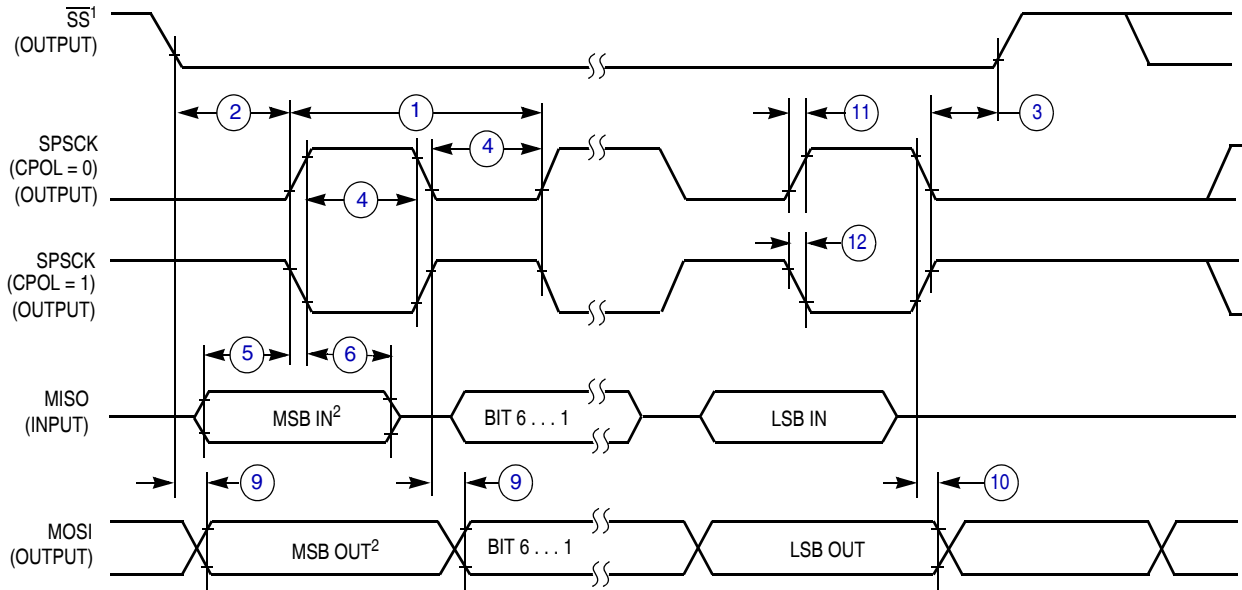 SS¹
(OUTPUT)
2
1
11
3
SPSCK
(CPOL = 0)
(OUTPUT)
4
4
12
SPSCK
(CPOL = 1)
(OUTPUT)
5
6
MISO
(INPUT)
MSB IN²
BIT 6 . . . 1
LSB IN
9
9
10
MOSI
(OUTPUT)
MSB OUT²
BIT 6 . . . 1
LSB OUT